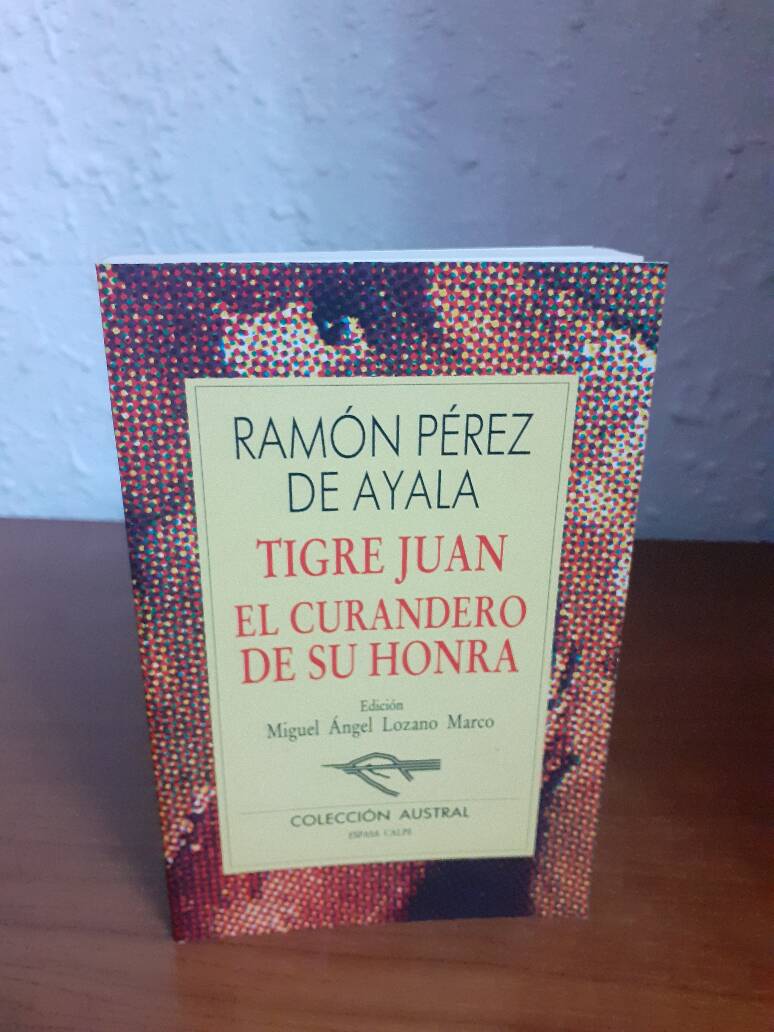 RAMÓN PÉREZ
DE AYALA
TIGRE JUAN
EL CURANDERO
DE SU HONRA
Edición
Miguel Ángel Lozano Marco
COLECCIÓN AUSTRAL
ESPASA CALPE